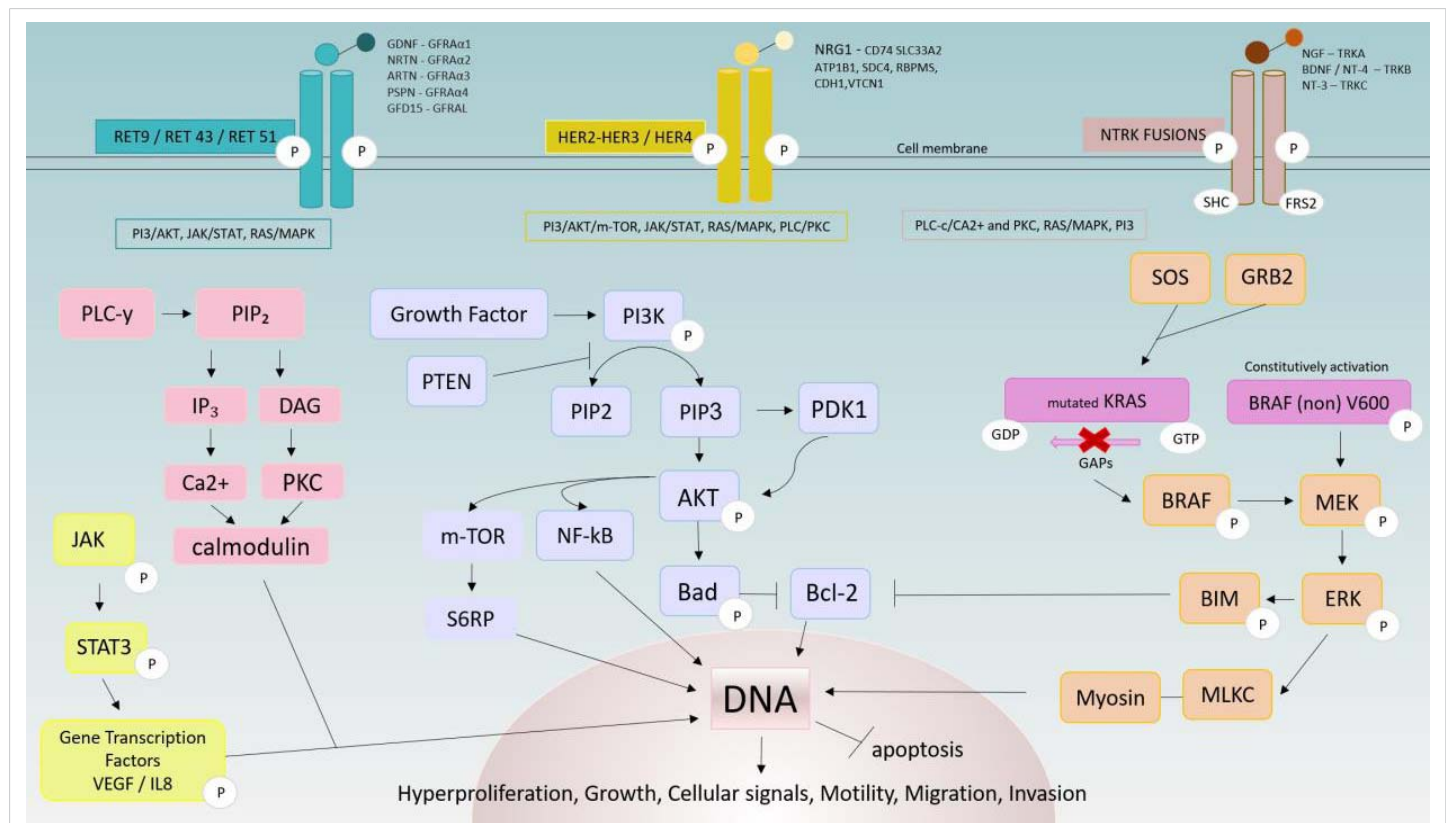 GDNF - GFRAα1
NRTN - GFRAα2
ARTN - GFRAα3
PSPN - GFRAα4
GFD15 - GFRAL
NRG1 - CD74 SLC33A2
ATP1B1, SDC4, RBPMS,
CDH1,VTCN1
NGF – TRKA
BDNF / NT-4 – TRKB
NT-3 – TRKC
RET9 / RET 43 / RET 51
P
P
HER2-HER3 / HER4
P
P
Cell membrane
NTRK FUSIONS
P
P
SHC
FRS2
PI3/AKT, JAK/STAT, RAS/MAPK
PI3/AKT/m-TOR, JAK/STAT, RAS/MAPK, PLC/PKC
PLC-c/CA2+ and PKC, RAS/MAPK, PI3
SOS
GRB2
PLC-y
PIP₂
Growth Factor
PI3K
P
PTEN
PIP2
PIP3
PDK1
IP₃
DAG
Ca2+
PKC
calmodulin
Constitutively activation
mutated KRAS
BRAF (non) V600
P
GDP
GTP
GAPs
BRAF
P
MEK
P
AKT
P
m-TOR
NF-kB
JAK
P
Bad
P
Bcl-2
BIM
P
ERK
P
S6RP
STAT3
P
DNA
Myosin
MLKC
Gene Transcription
Factors
VEGF / IL8
P
apoptosis
Hyperproliferation, Growth, Cellular signals, Motility, Migration, Invasion